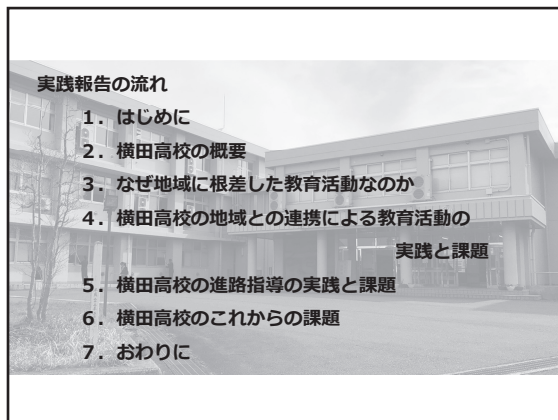 実践報告の流れ
１．はじめに
２．横田高校の概要
３．なぜ地域に根差した教育活動なのか
４．横田高校の地域との連携による教育活動の
実践と課題
５．横田高校の進路指導の実践と課題
６．横田高校のこれからの課題
７．おわりに